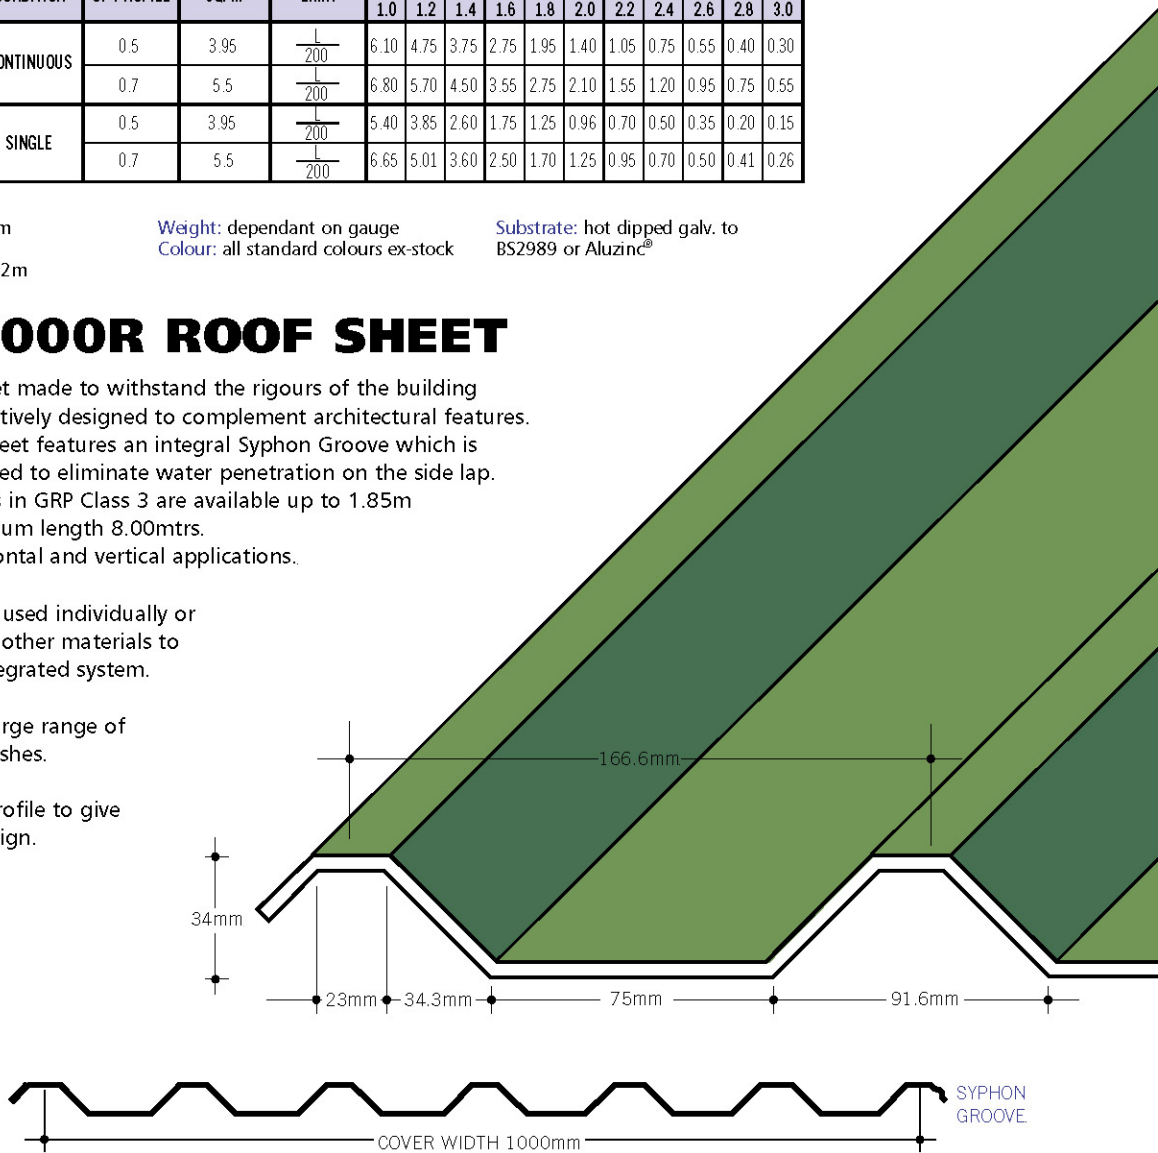 1.0 1.2 1.4 1.6 1.8 2.0 2.2 2.4 2.6 2.8 3.0
0.5 3.95 L/200 6.10 4.75 3.75 2.75 1.95 1.40 1.05 0.75 0.55 0.40 0.30
ONTINUOUS
0.7 5.5 L/200 6.80 5.70 4.50 3.55 2.75 2.10 1.55 1.20 0.95 0.75 0.55
0.5 3.95 L/200 5.40 3.85 2.60 1.75 1.25 0.96 0.70 0.50 0.35 0.20 0.15
SINGLE
0.7 5.5 L/200 6.65 5.01 3.60 2.50 1.70 1.25 0.95 0.70 0.50 0.41 0.26
m
2m
Weight: dependant on gauge
Colour: all standard colours ex-stock
Substrate: hot dipped galv. to
BS2989 or Aluzinc®
000R ROOF SHEET
et made to withstand the rigours of the building
tively designed to complement architectural features.
eet features an integral Syphon Groove which is
ed to eliminate water penetration on the side lap.
s in GRP Class 3 are available up to 1.85m
um length 8.00mtrs.
ontal and vertical applications.
used individually or
other materials to
egrated system.
rge range of
shes.
rofile to give
ign.
166.6mm
34mm
23mm 34.3mm 75mm 91.6mm
SYPHON
GROOVE
COVER WIDTH 1000mm